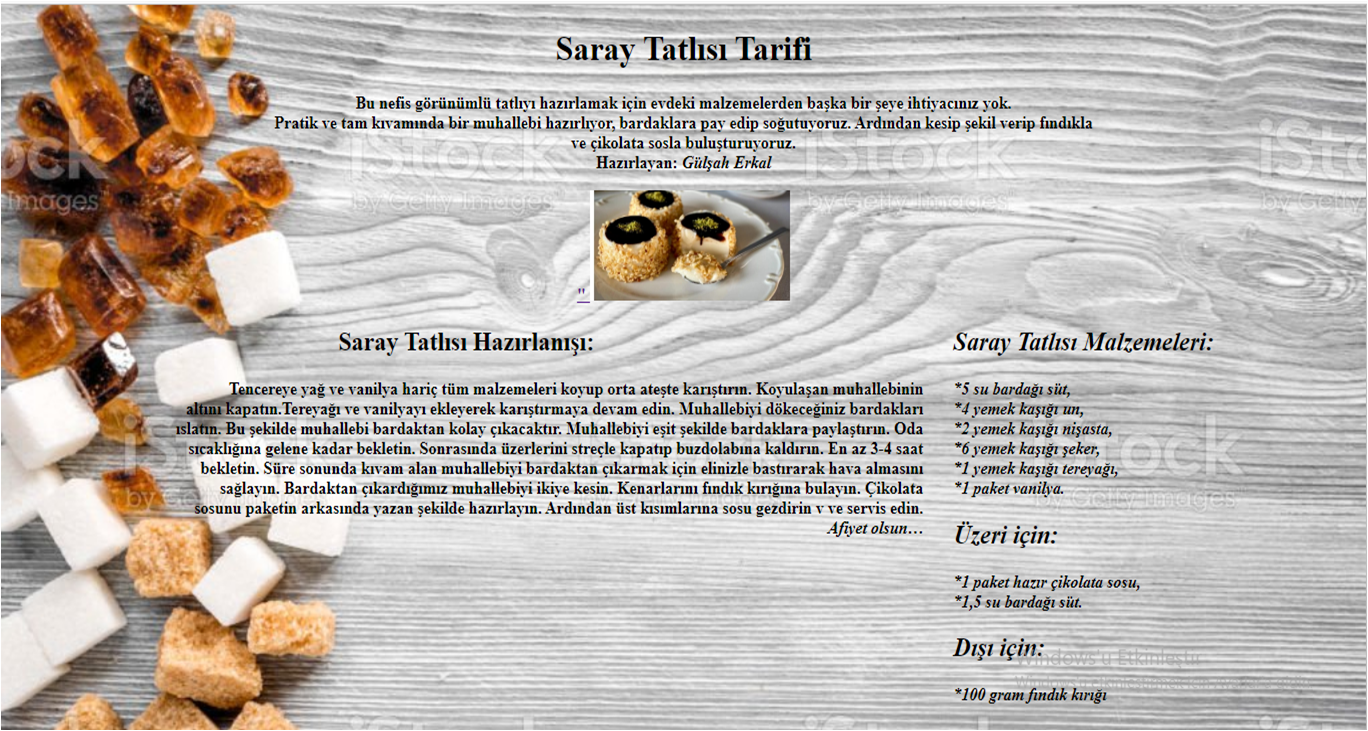 Saray Tatlısı Tarifi
Bu nefis görünümlü tatlıyı hazırlamak için evdeki malzemelerden başka bir şeye ihtiyacınız yok.
Pratik ve tam kıvamında bir muhallebi hazırlıyor, bardaklara pay edip soğutuyoruz. Ardından kesip şekil verip fındıkla
ve çikolata sosla buluşturuyoruz.
Hazırlayan: Gülşah Erkal
"
Saray Tatlısı Hazırlanışı:
Tencereye yağ ve vanilya hariç tüm malzemeleri koyup orta ateşte karıştırın. Koyulaşan muhallebinin
altını kapatın.Tereyağı ve vanilyayı ekleyerek karıştırmaya devam edin. Muhallebiyi dökeceğiniz bardakları
ıslatın. Bu şekilde muhallebi bardaktan kolay çıkacaktır. Muhallebiyi eşit şekilde bardaklara paylaştırın. Oda
sıcaklığına gelene kadar bekletin. Sonrasında üzerlerini streçle kapatıp buzdolabına kaldırın. En az 3-4 saat
bekletin. Süre sonunda kıvam alan muhallebiyi bardaktan çıkarmak için elinizle bastırarak hava almasını
sağlayın. Bardaktan çıkardığımız muhallebiyi ikiye kesin. Kenarlarını fındık kırığına bulayın. Çikolata
sosunu paketin arkasında yazan şekilde hazırlayın. Ardından üst kısımlarına sosu gezdirin v ve servis edin.
Afiyet olsun…
Saray Tatlısı Malzemeleri:
*5 su bardağı süt,
*4 yemek kaşığı un,
*2 yemek kaşığı nişasta,
*6 yemek kaşığı şeker,
*1 yemek kaşığı tereyağı,
*1 paket vanilya.
Üzeri için:
*1 paket hazır çikolata sosu,
*1,5 su bardağı süt.
Dışı için:
*100 gram fındık kırığı
Windows'u Etkinleştir
iStock
by Getty Images
iStock
by Getty Images